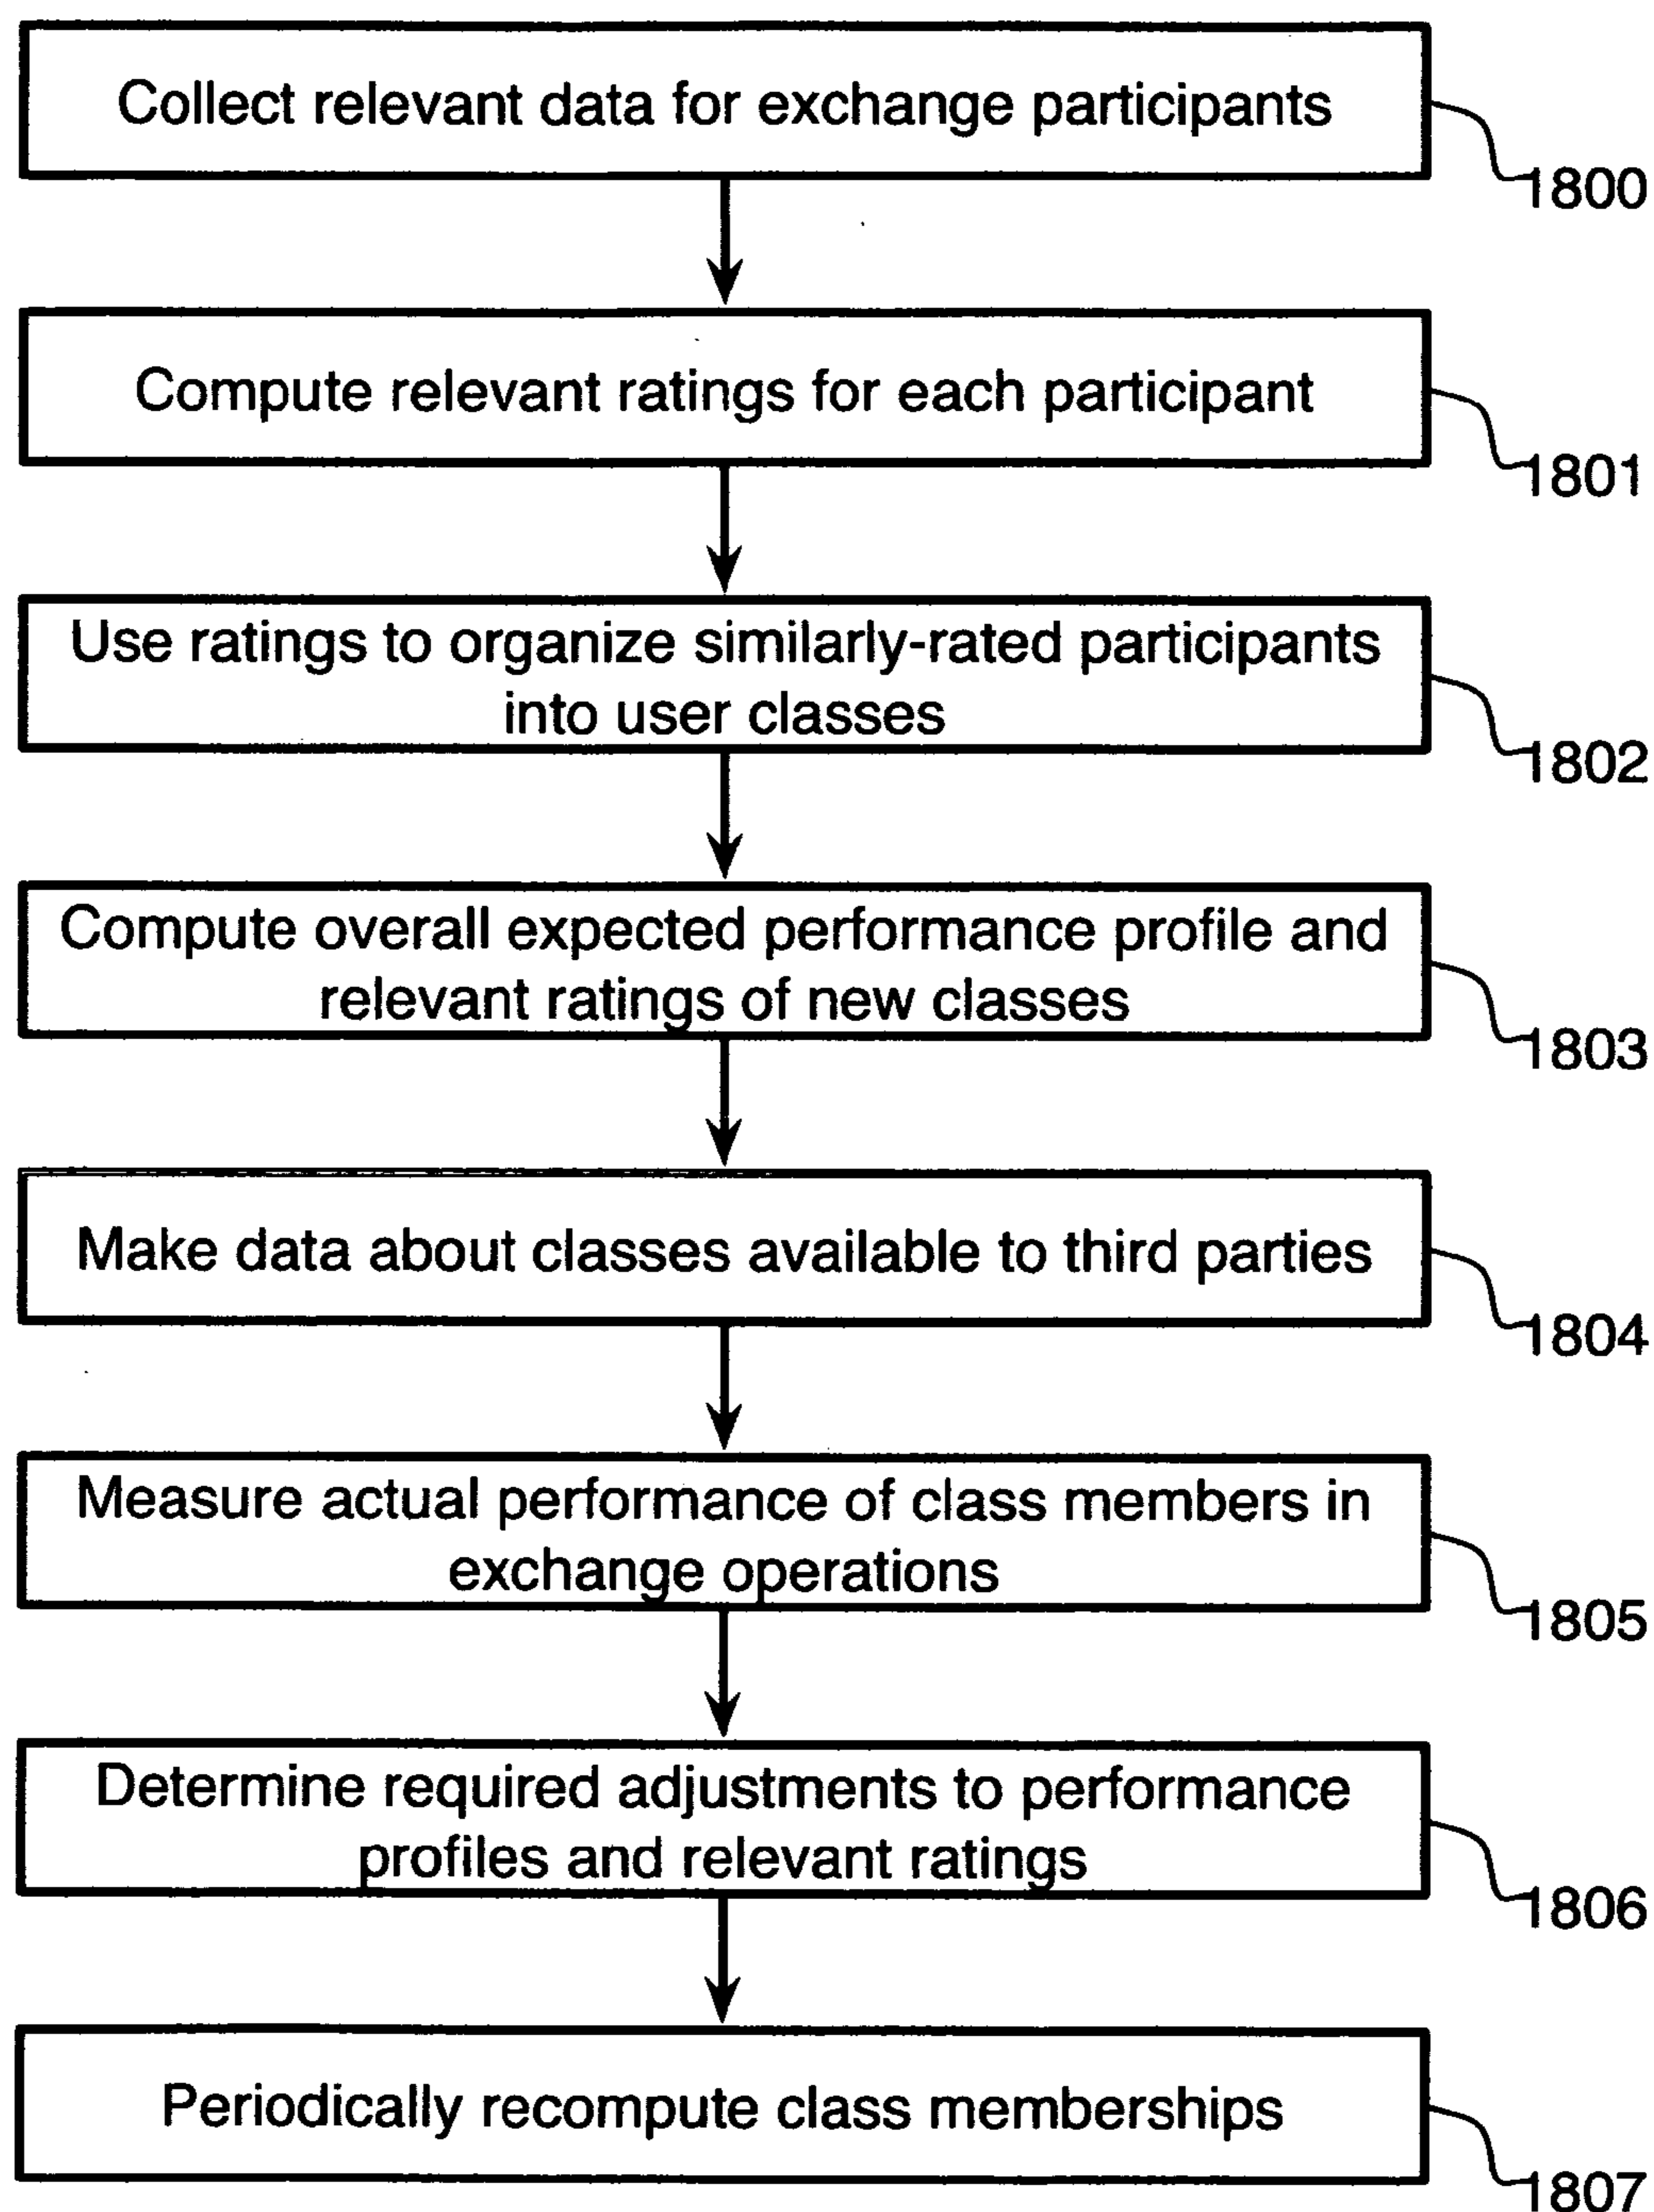 Collect relevant data for exchange participants
1800
Compute relevant ratings for each participant
1801
Use ratings to organize similarly-rated participants
into user classes
1802
Compute overall expected performance profile and
relevant ratings of new classes
1803
Make data about classes available to third parties
1804
Measure actual performance of class members in
exchange operations
1805
Determine required adjustments to performance
profiles and relevant ratings
1806
Periodically recompute class memberships
1807